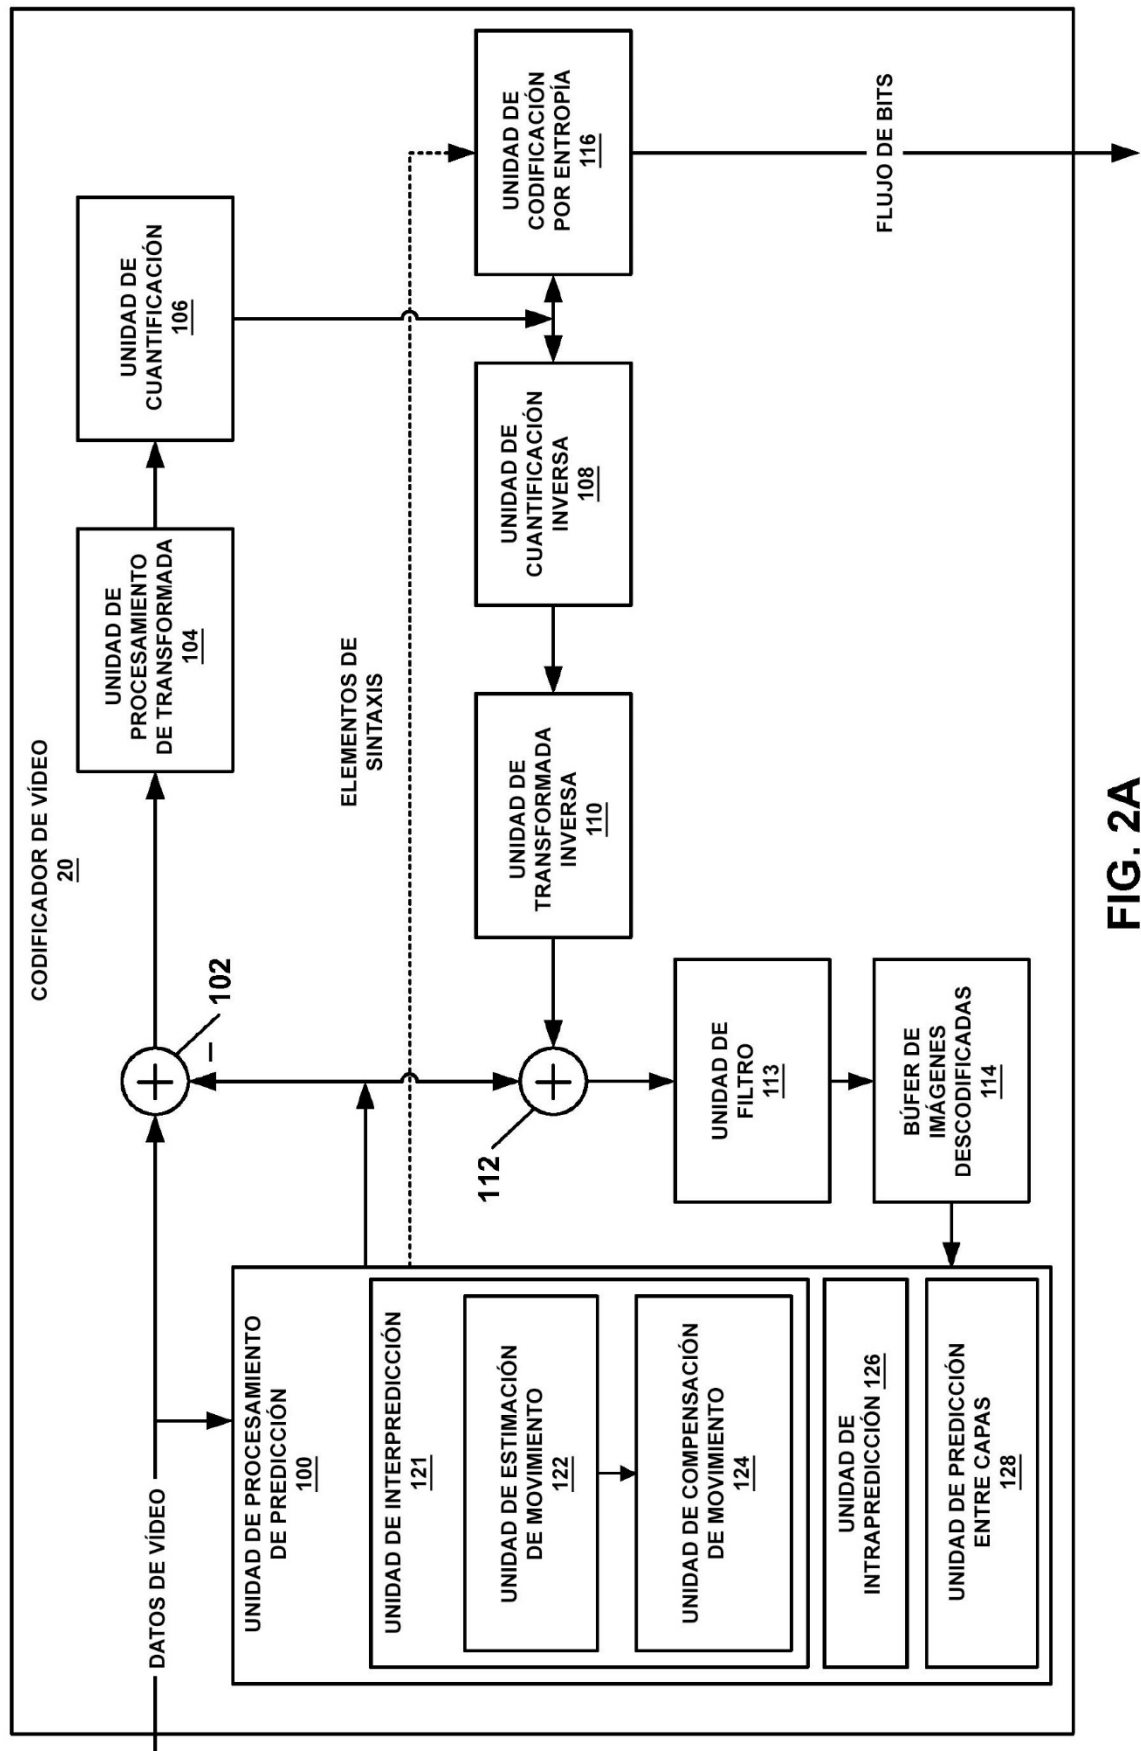 CODIFICADOR DE VÍDEO
20
DATOS DE VÍDEO
102
UNIDAD DE
PROCESAMIENTO
DE TRANSFORMADA
104
UNIDAD DE
CUANTIFICACIÓN
106
UNIDAD DE PROCESAMIENTO
DE PREDICCIÓN
100
ELEMENTOS DE
SINTAXIS
UNIDAD DE INTERPREDICCIÓN
121
UNIDAD DE ESTIMACIÓN
DE MOVIMIENTO
122
UNIDAD DE COMPENSACIÓN
DE MOVIMIENTO
124
UNIDAD DE
INTRAPREDICCIÓN 126
UNIDAD DE PREDICCIÓN
ENTRE CAPAS
128
112
UNIDAD DE
TRANSFORMADA
INVERSA
110
UNIDAD DE
CUANTIFICACIÓN
INVERSA
108
UNIDAD DE
CODIFICACIÓN
POR ENTROPÍA
116
UNIDAD DE
FILTRO
113
BÚFER DE
IMÁGENES
DESCODIFICADAS
114
FLUJO DE BITS
FIG. 2A